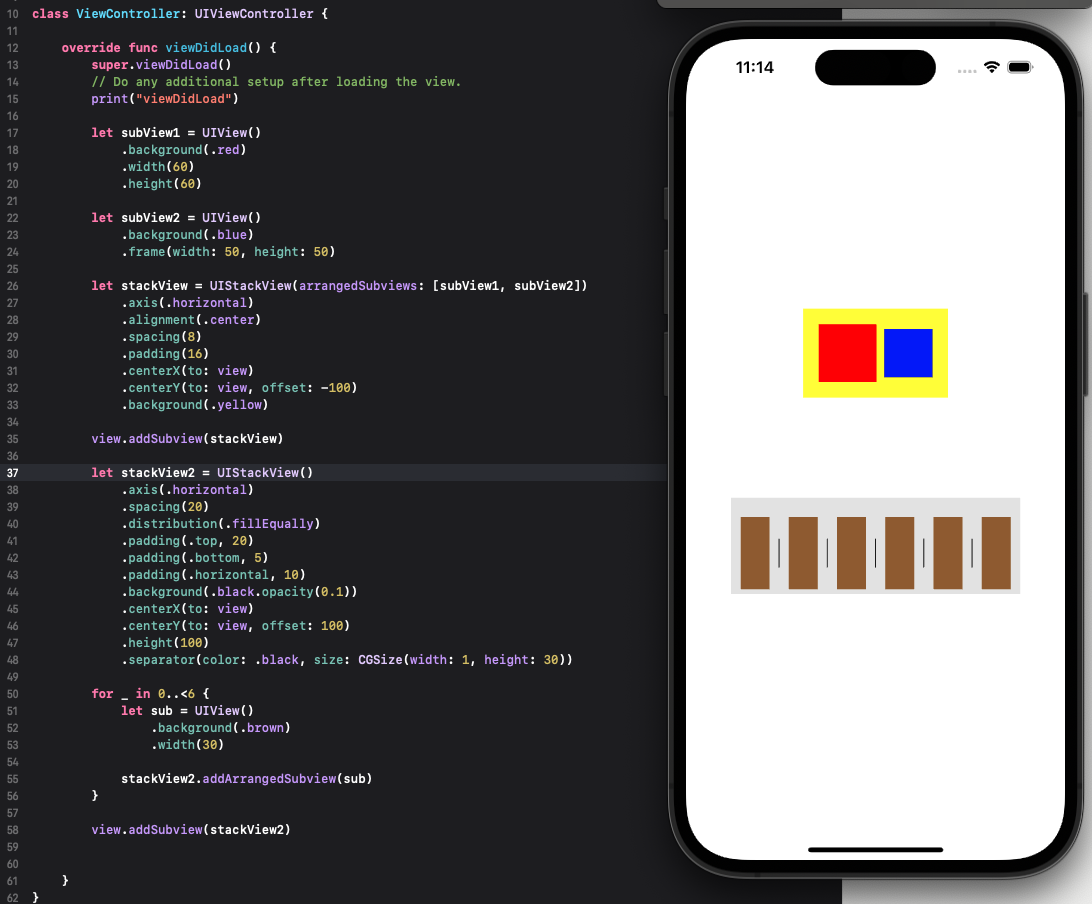 10 class ViewController: UIViewController {
11
12 override func viewDidLoad() {
13 super.viewDidLoad()
14 // Do any additional setup after loading the view.
15 print("viewDidLoad")
16
17 let subView1 = UIView()
18 .background(.red)
19 .width(60)
20 .height(60)
21
22 let subView2 = UIView()
23 .background(.blue)
24 .frame(width: 50, height: 50)
25
26 let stackView = UIStackView(arrangedSubviews: [subView1, subView2])
27 .axis(.horizontal)
28 .alignment(.center)
29 .spacing(8)
30 .padding(16)
31 .centerX(to: view)
32 .centerY(to: view, offset: -100)
33 .background(.yellow)
34
35 view.addSubview(stackView)
36
37 let stackView2 = UIStackView()
38 .axis(.horizontal)
39 .spacing(20)
40 .distribution(.fillEqually)
41 .padding(.top, 20)
42 .padding(.bottom, 5)
43 .padding(.horizontal, 10)
44 .background(.black.opacity(0.1))
45 .centerX(to: view)
46 .centerY(to: view, offset: 100)
47 .height(100)
48 .separator(color: .black, size: CGSize(width: 1, height: 30))
49
50 for _ in 0..<6 {
51 let sub = UIView()
52 .background(.brown)
53 .width(30)
54
55 stackView2.addArrangedSubview(sub)
56 }
57
58 view.addSubview(stackView2)
59
60
61 }
62 }
11:14